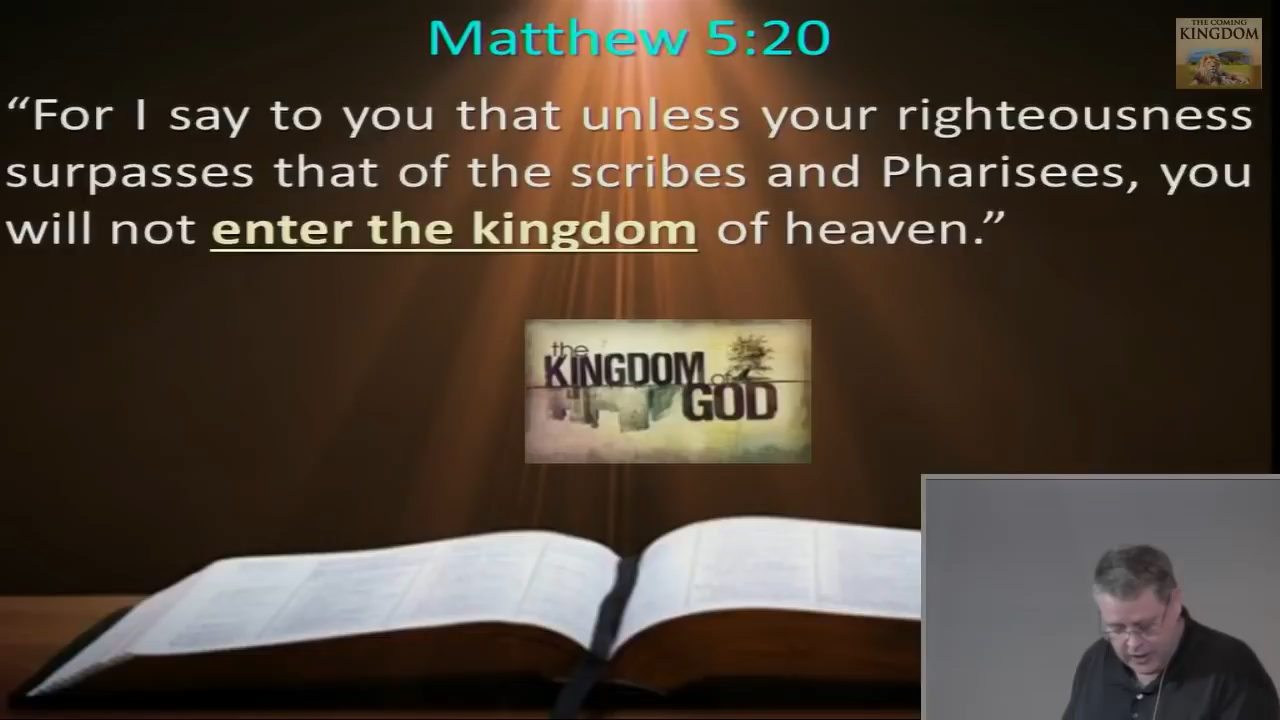 Matthew 5:20
THE COMING
KINGDOM
“For I say to you that unless your righteousness
surpasses that of the scribes and Pharisees, you
will not enter the kingdom of heaven.”
the
KINGDOM of
GOD